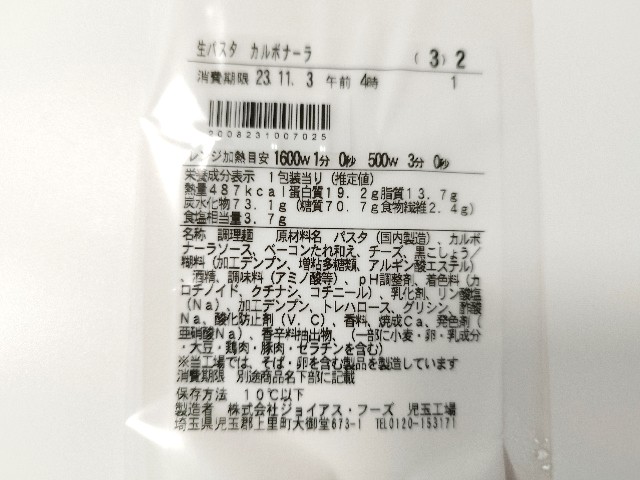 生パスタ カルボナーラ (3) 2
消費期限 23.11. 3 午前 4時 1
0008231007025
レンジ加熱目安 1600W 1分 0秒 500W 3分 0秒
栄養成分表示 1包装当り(推定値)
熱量487kcal蛋白質19.2g脂質13.7g
炭水化物73.1g(糖質70.7g食物繊維2.4g)
食塩相当量3.7g
名称 調理麺 原材料名 パスタ(国内製造)、カルボ
ナーラソース、ベーコンたれ和え、チーズ、黒こしょう/
糊料(加工デンプン、増粘多糖類、アルギン酸エステル)
、酒精、調味料(アミノ酸等)、pH調整剤、着色料(カ
ロチノイド、クチナシ、コチニール)、乳化剤、リン酸塩
(Na)、加工デンプン、トレハロース、グリシン、酢酸
Na、酸化防止剤(V.C)、香料、焼成Ca、発色剤(
亜硝酸Na)、香辛料抽出物、(一部に小麦・卵・乳成分
・大豆・鶏肉・豚肉・ゼラチンを含む)
※当工場では、そば・卵を含む製品を製造しています
消費期限 別途商品名下部に記載
保存方法 10℃以下
製造者 株式会社ジョイアス・フーズ 児玉工場
埼玉県児玉郡上里町大御堂673-1 TEL0120-153171